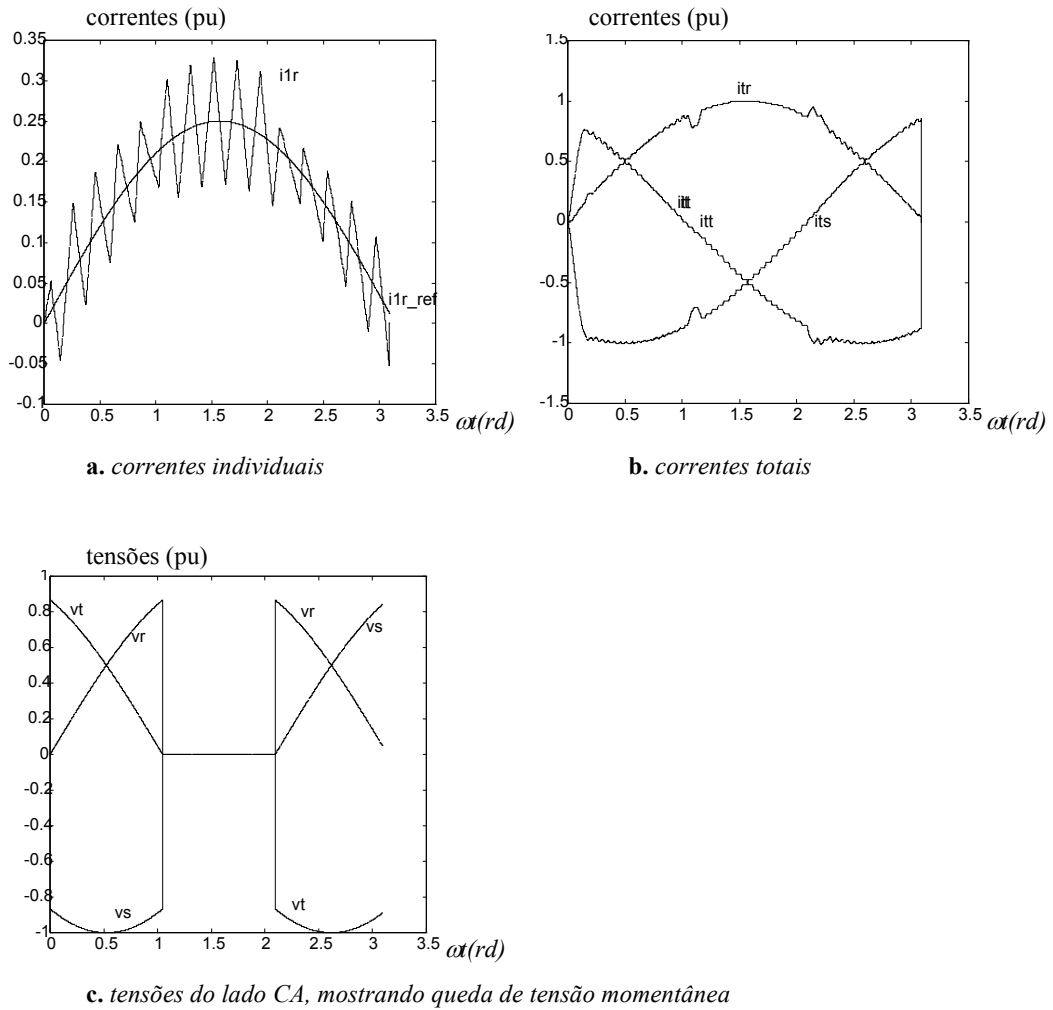 correntes (pu)
0.35
0.3
0.25
0.2
0.15
0.1
0.05
0
-0.05
-0.1
i1r
i1r_ref
0 0.5 1 1.5 2 2.5 3 3.5
ωt(rd)
a. correntes individuais
correntes (pu)
1.5
1
0.5
0
-0.5
-1
-1.5
itr
itt
itt
its
0 0.5 1 1.5 2 2.5 3 3.5
ωt(rd)
b. correntes totais
tensões (pu)
1
0.8
0.6
0.4
0.2
0
-0.2
-0.4
-0.6
-0.8
-1
vt
vr
vr
vs
vs
vt
0 0.5 1 1.5 2 2.5 3 3.5
ωt(rd)
c. tensões do lado CA, mostrando queda de tensão momentânea